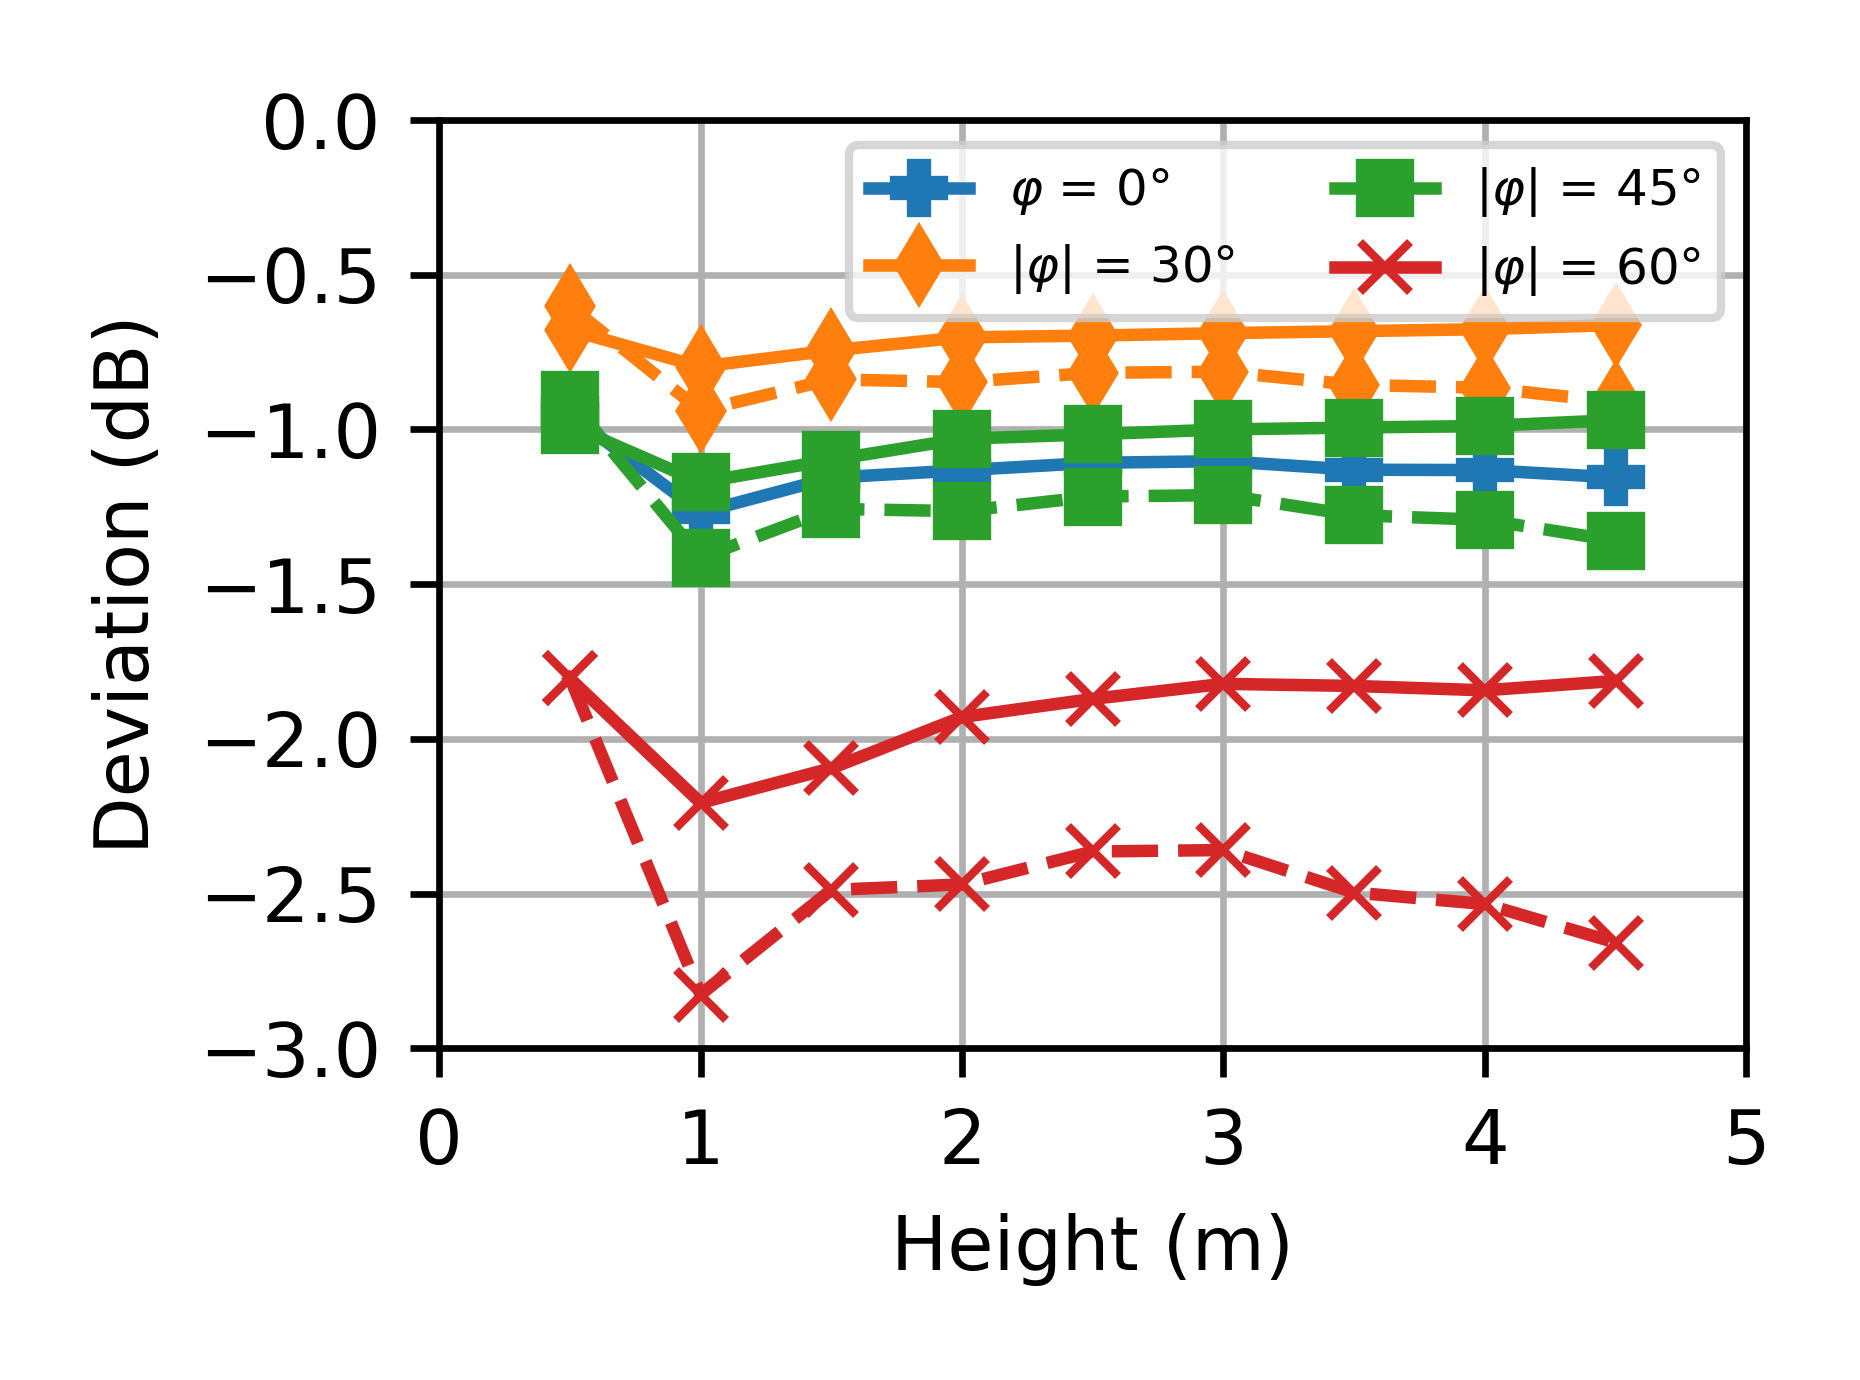 0.0
−0.5
−1.0
−1.5
−2.0
−2.5
−3.0
Deviation (dB)
φ = 0°
|φ| = 30°
|φ| = 45°
|φ| = 60°
0 1 2 3 4 5
Height (m)